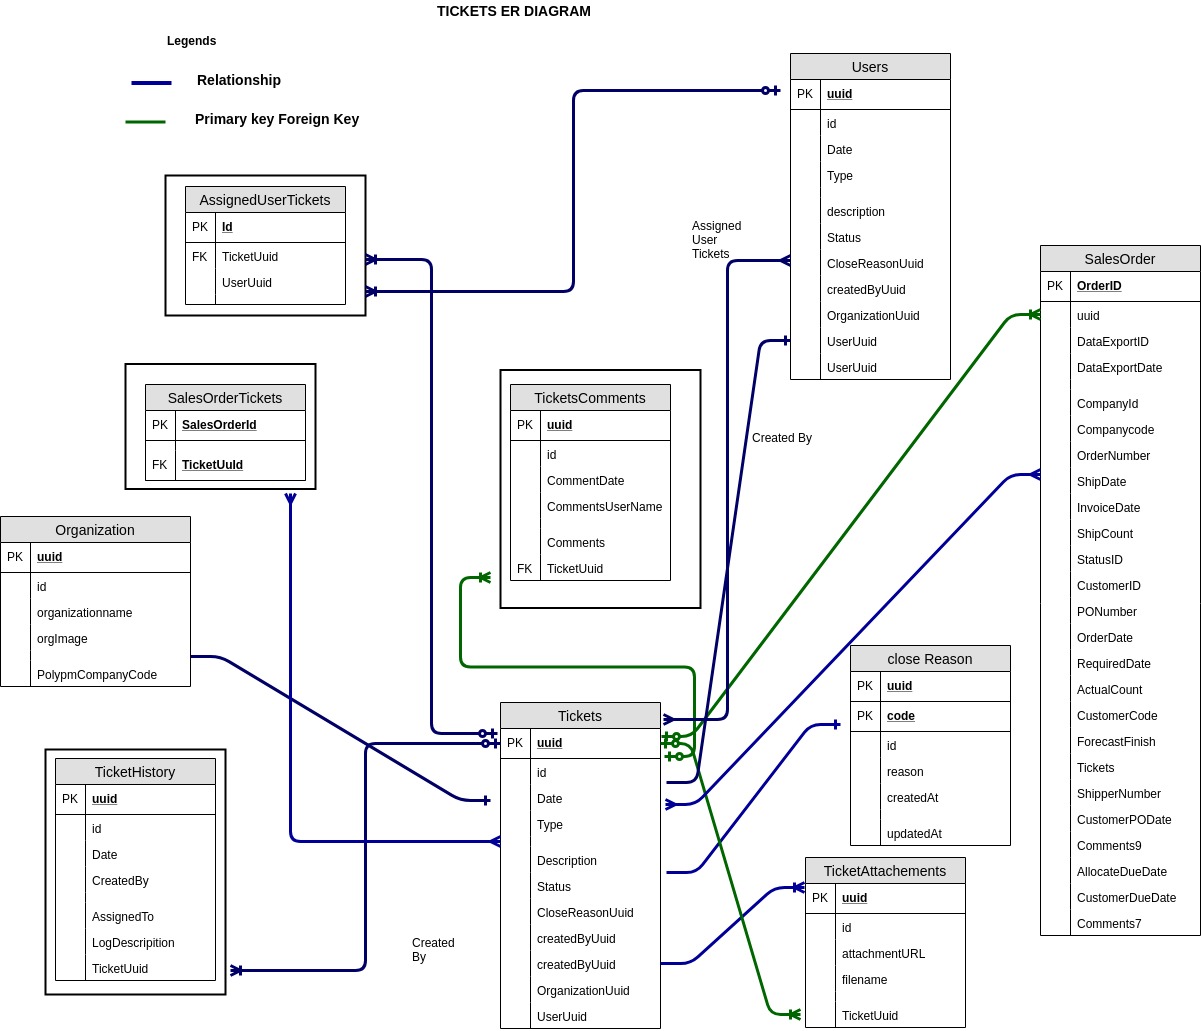 TICKETS ER DIAGRAM
Legends
Relationship
Primary key Foreign Key
Users
PK uuid
id
Date
Type
description
Status
CloseReasonUuid
createdByUuid
OrganizationUuid
UserUuid
UserUuid
AssignedUserTickets
PK Id
FK TicketUuid
UserUuid
Assigned
User
Tickets
SalesOrder
PK OrderID
uuid
DataExportID
DataExportDate
CompanyId
Companycode
OrderNumber
ShipDate
InvoiceDate
ShipCount
StatusID
CustomerID
PONumber
OrderDate
RequiredDate
ActualCount
CustomerCode
ForecastFinish
Tickets
ShipperNumber
CustomerPODate
Comments9
AllocateDueDate
CustomerDueDate
Comments7
SalesOrderTickets
PK SalesOrderId
FK TicketUuId
TicketsComments
PK uuid
id
CommentDate
CommentsUserName
Comments
FK TicketUuid
Created By
Organization
PK uuid
id
organizationname
orgImage
PolypmCompanyCode
close Reason
PK uuid
PK code
id
reason
createdAt
updatedAt
Tickets
PK uuid
id
Date
Type
Description
Status
CloseReasonUuid
createdByUuid
createdByUuid
OrganizationUuid
UserUuid
TicketHistory
PK uuid
id
Date
CreatedBy
AssignedTo
LogDescripition
TicketUuid
Created
By
TicketAttachements
PK uuid
id
attachmentURL
filename
TicketUuid